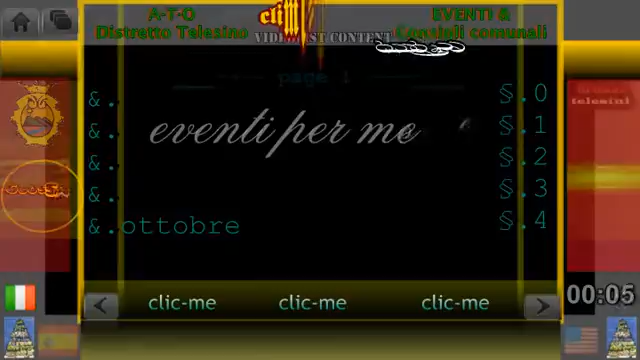 A-T-O
Distretto Telesino
EVENTI &
Consigli comunali
page 1
&.
&.
&.
&.
&.ottobre
eventi per me
§.0
§.1
§.2
§.3
§.4
clic-me
clic-me
clic-me
00:05